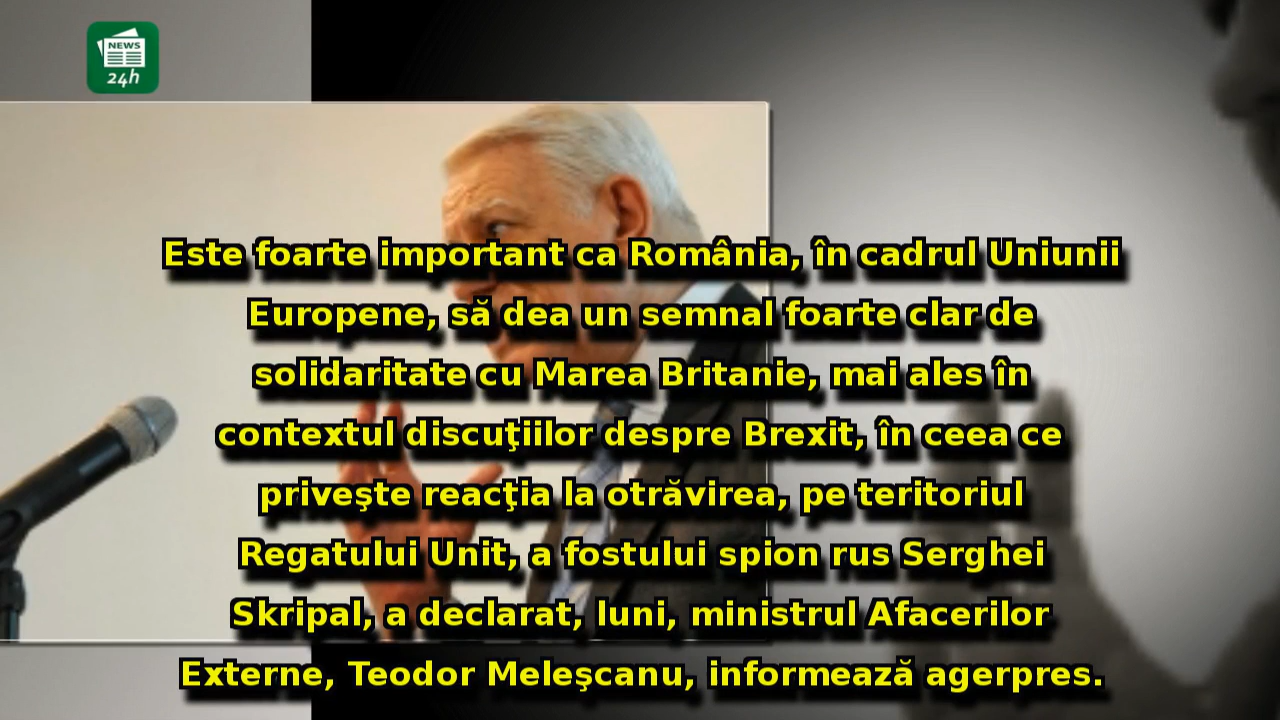 NEWS
24h
Este foarte important ca România, în cadrul Uniunii
Europene, să dea un semnal foarte clar de
solidaritate cu Marea Britanie, mai ales în
contextul discuţiilor despre Brexit, în ceea ce
priveşte reacţia la otrăvirea, pe teritoriul
Regatului Unit, a fostului spion rus Serghei
Skripal, a declarat, luni, ministrul Afacerilor
Externe, Teodor Meleşcanu, informează agerpres.